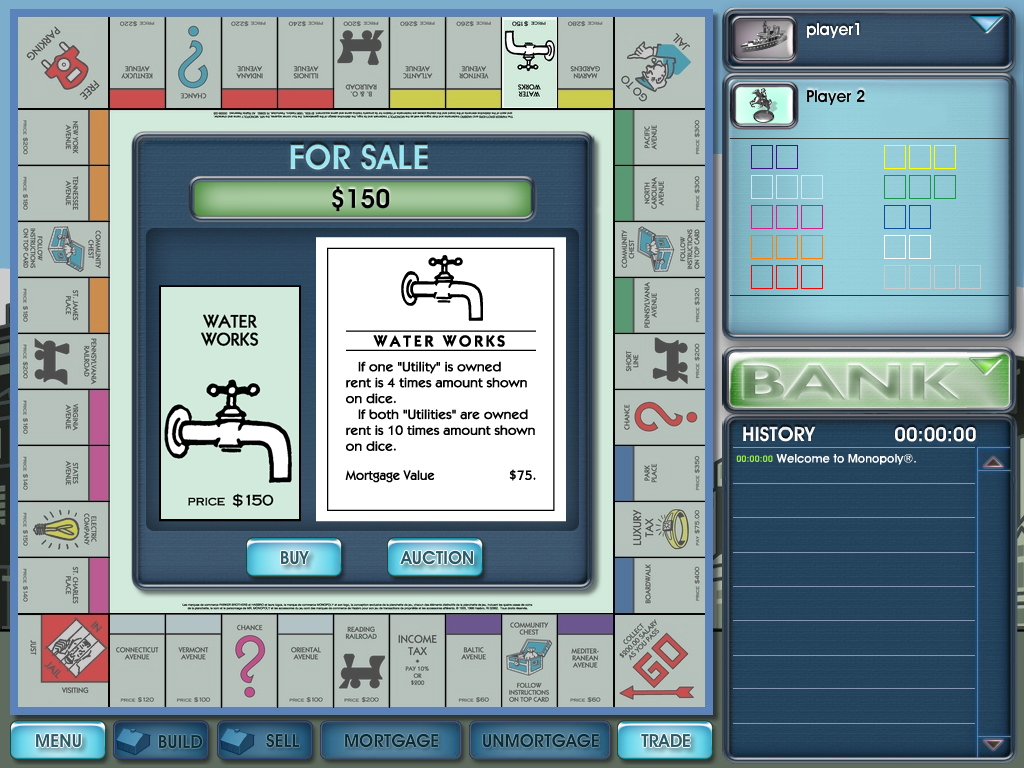 FREE
PARKING
KENTUCKY
AVENUE
PRICE $220
CHANCE
INDIANA
AVENUE
PRICE $220
ILLINOIS
AVENUE
B. & O.
RAILROAD
PRICE $200
ATLANTIC
AVENUE
PRICE $260
VENTNOR
AVENUE
PRICE $260
WATER
WORKS
PRICE $150
MARVIN
GARDENS
PRICE $280
GO TO
JAIL
NEW YORK
AVENUE
PRICE $200
TENNESSEE
AVENUE
PRICE $180
COMMUNITY
CHEST
FOLLOW
INSTRUCTIONS
ON TOP CARD
ST. JAMES
PLACE
PRICE $180
PENNSYLVANIA
RAILROAD
PRICE $200
VIRGINIA
AVENUE
PRICE $160
STATES
AVENUE
PRICE $140
ELECTRIC
COMPANY
PRICE $150
ST. CHARLES
PLACE
PRICE $140
FOR SALE
$150
WATER
WORKS
PRICE $150
WATER WORKS
If one "Utility" is owned
rent is 4 times amount shown
on dice.
If both "Utilities" are owned
rent is 10 times amount shown
on dice.
Mortgage Value $75.
BUY
AUCTION
PACIFIC
AVENUE
PRICE $300
NORTH
CAROLINA
AVENUE
PRICE $300
COMMUNITY
CHEST
FOLLOW
INSTRUCTIONS
ON TOP CARD
PENNSYLVANIA
AVENUE
PRICE $320
SHORT
LINE
PRICE $200
CHANCE
PARK
PLACE
PRICE $350
LUXURY
TAX
PAY $75.00
BOARDWALK
PRICE $400
JUST
IN
JAIL
VISITING
CONNECTICUT
AVENUE
PRICE $120
VERMONT
AVENUE
PRICE $100
CHANCE
ORIENTAL
AVENUE
PRICE $100
READING
RAILROAD
PRICE $200
INCOME
TAX
PAY 10%
OR
$200
BALTIC
AVENUE
PRICE $60
COMMUNITY
CHEST
FOLLOW
INSTRUCTIONS
ON TOP CARD
MEDITER-
RANEAN
AVENUE
PRICE $60
COLLECT
$200.00 SALARY
AS YOU PASS
GO
MENU
BUILD
SELL
MORTGAGE
UNMORTGAGE
TRADE
player1
Player 2
BANK
HISTORY 00:00:00
00:00:00 Welcome to Monopoly®.